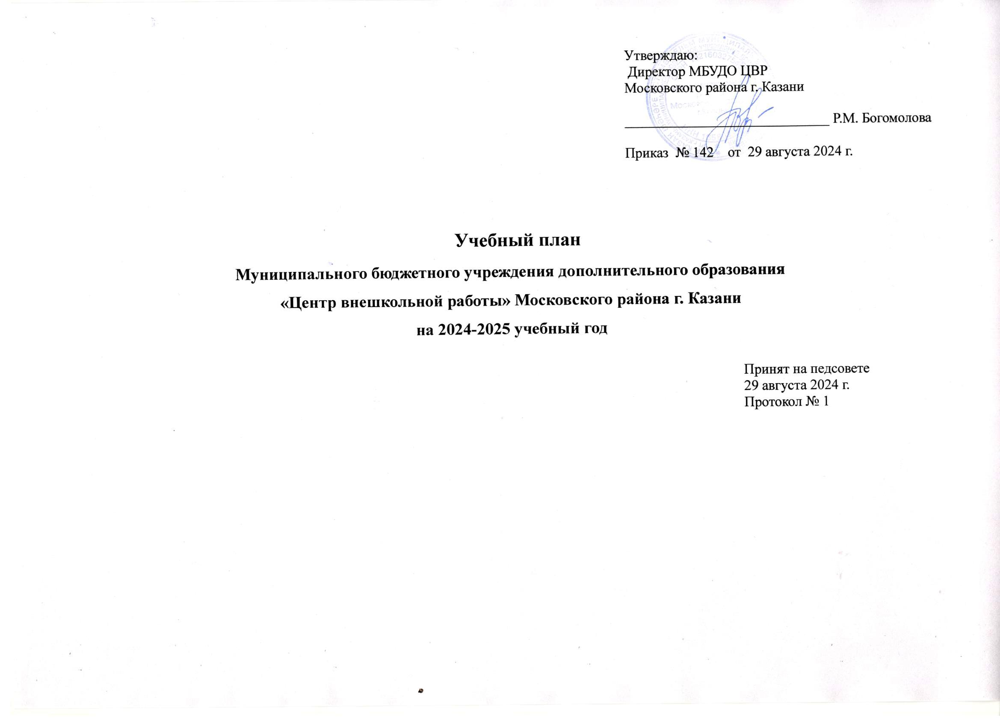 Утверждаю:
Директор МБУДО ЦВР
Московского района г. Казани
Р.М. Богомолова
Приказ № 142 от 29 августа 2024 г.
Учебный план
Муниципального бюджетного учреждения дополнительного образования
«Центр внешкольной работы» Московского района г. Казани
на 2024-2025 учебный год
Принят на педсовете
29 августа 2024 г.
Протокол № 1